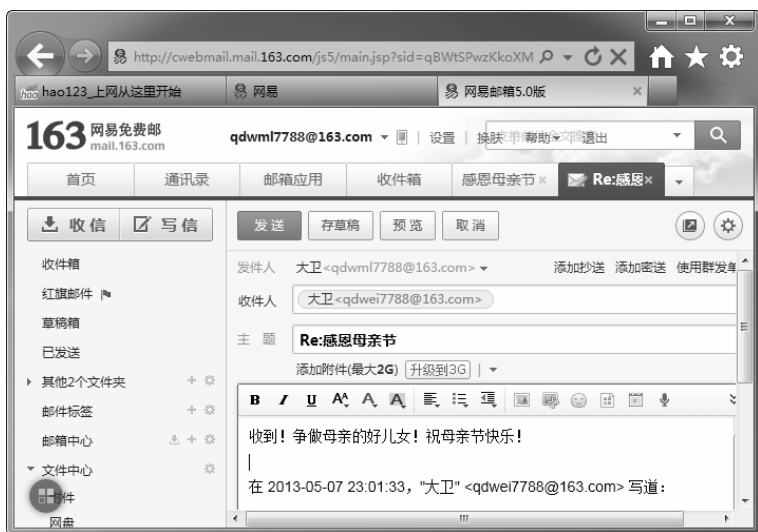 http://cwebmail.mail.163.com/js5/main.jsp?sid=qBWtSPwzKkoXM
hao123_上网从这里开始 网易 网易邮箱5.0版 ×
163 网易免费邮
mail.163.com
qdwml7788@163.com | 设置 | 换肤 帮助 退出
首页 通讯录 邮箱应用 收件箱 感恩母亲节× Re:感恩×
收信 写信 发送 存草稿 预览 取消
收件箱
发件人 大卫<qdwml7788@163.com> 添加抄送 添加密送 使用群发单
红旗邮件
收件人 大卫<qdwei7788@163.com>
草稿箱
主 题 Re:感恩母亲节
已发送
添加附件(最大2G) 升级到3G |
其他2个文件夹 +
B I U A A A
邮件标签 +
收到！争做母亲的好儿女！祝母亲节快乐！
邮箱中心 +
文件中心
在 2013-05-07 23:01:33，"大卫" <qdwei7788@163.com> 写道：
网盘